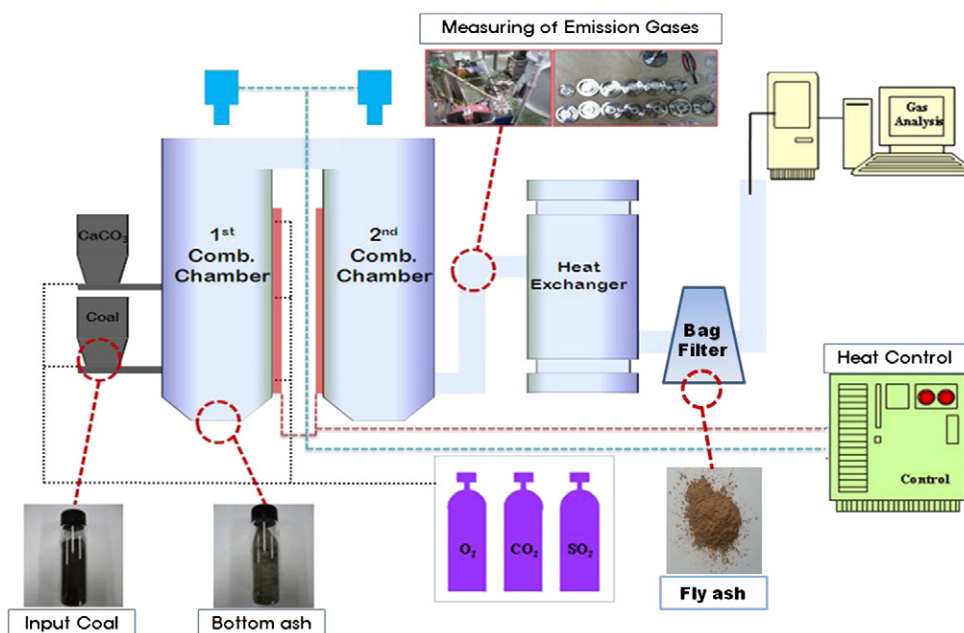 Measuring of Emission Gases
Gas
Analysis
CaCO₃
1st
Comb.
Chamber
2nd
Comb.
Chamber
Heat
Exchanger
Coal
Bag
Filter
Heat Control
Control
O₂
CO₂
SO₂
Fly ash
Input Coal
Bottom ash